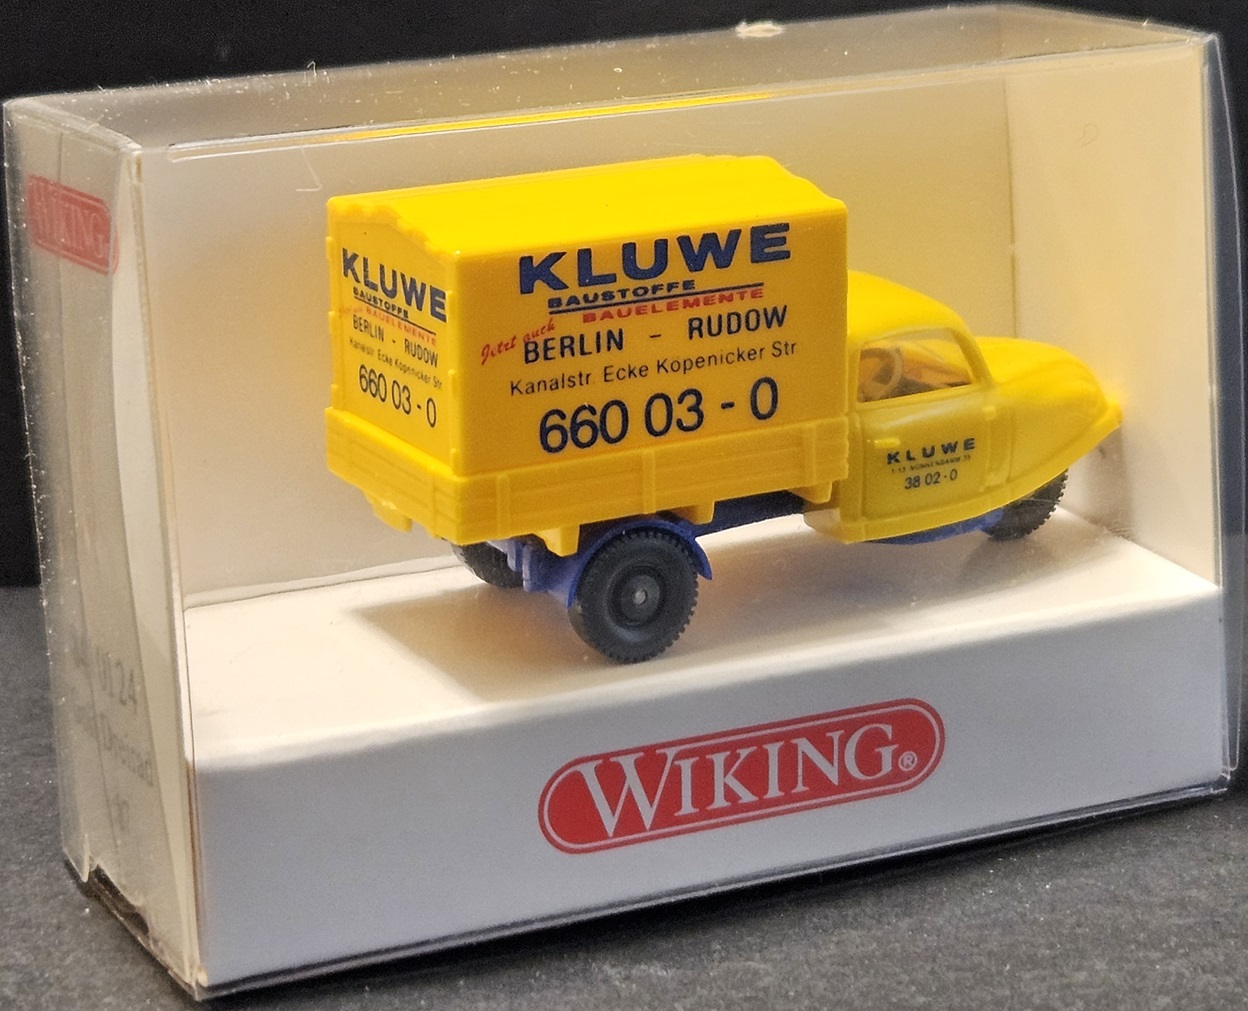 WIKING
KLUWE
BAUSTOFFE
BAUELEMENTE
BERLIN - RUDOW
Kanalstr. Ecke Köpenicker Str
660 03 - 0
KLUWE
BAUSTOFFE
BAUELEMENTE
Jetzt auch
BERLIN - RUDOW
Kanalstr. Ecke Köpenicker Str
660 03 - 0
KLUWE
38 02-0
WIKING®